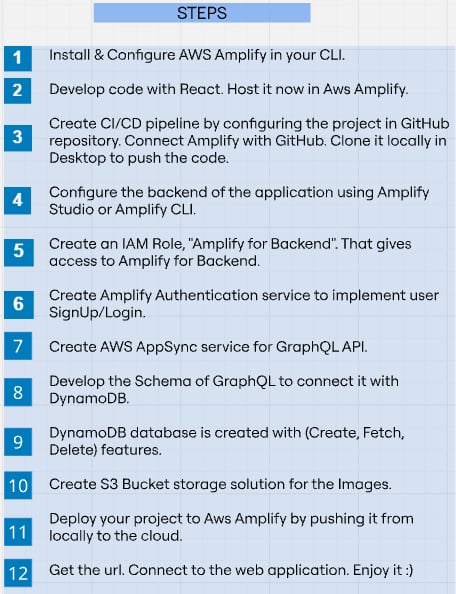 STEPS
1 Install & Configure AWS Amplify in your CLI.
2 Develop code with React. Host it now in Aws Amplify.
3 Create CI/CD pipeline by configuring the project in GitHub
repository. Connect Amplify with GitHub. Clone it locally in
Desktop to push the code.
4 Configure the backend of the application using Amplify
Studio or Amplify CLI.
5 Create an IAM Role, "Amplify for Backend". That gives
access to Amplify for Backend.
6 Create Amplify Authentication service to implement user
SignUp/Login.
7 Create AWS AppSync service for GraphQL API.
8 Develop the Schema of GraphQL to connect it with
DynamoDB.
9 DynamoDB database is created with (Create, Fetch,
Delete) features.
10 Create S3 Bucket storage solution for the Images.
11 Deploy your project to Aws Amplify by pushing it from
locally to the cloud.
12 Get the url. Connect to the web application. Enjoy it :)